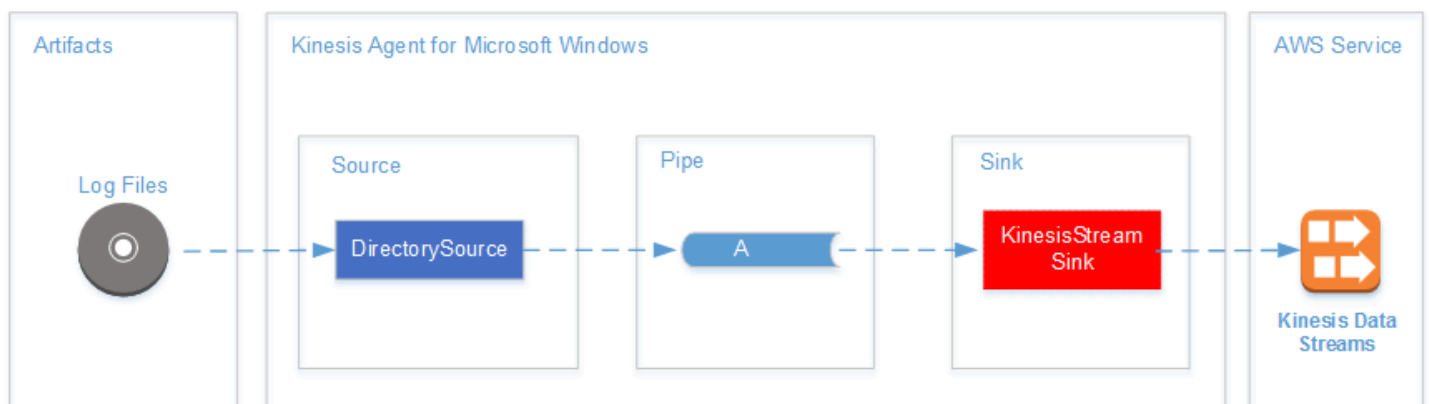 Artifacts
Kinesis Agent for Microsoft Windows
AWS Service
Source
Pipe
Sink
Log Files
DirectorySource
A
KinesisStream
Sink
Kinesis Data
Streams